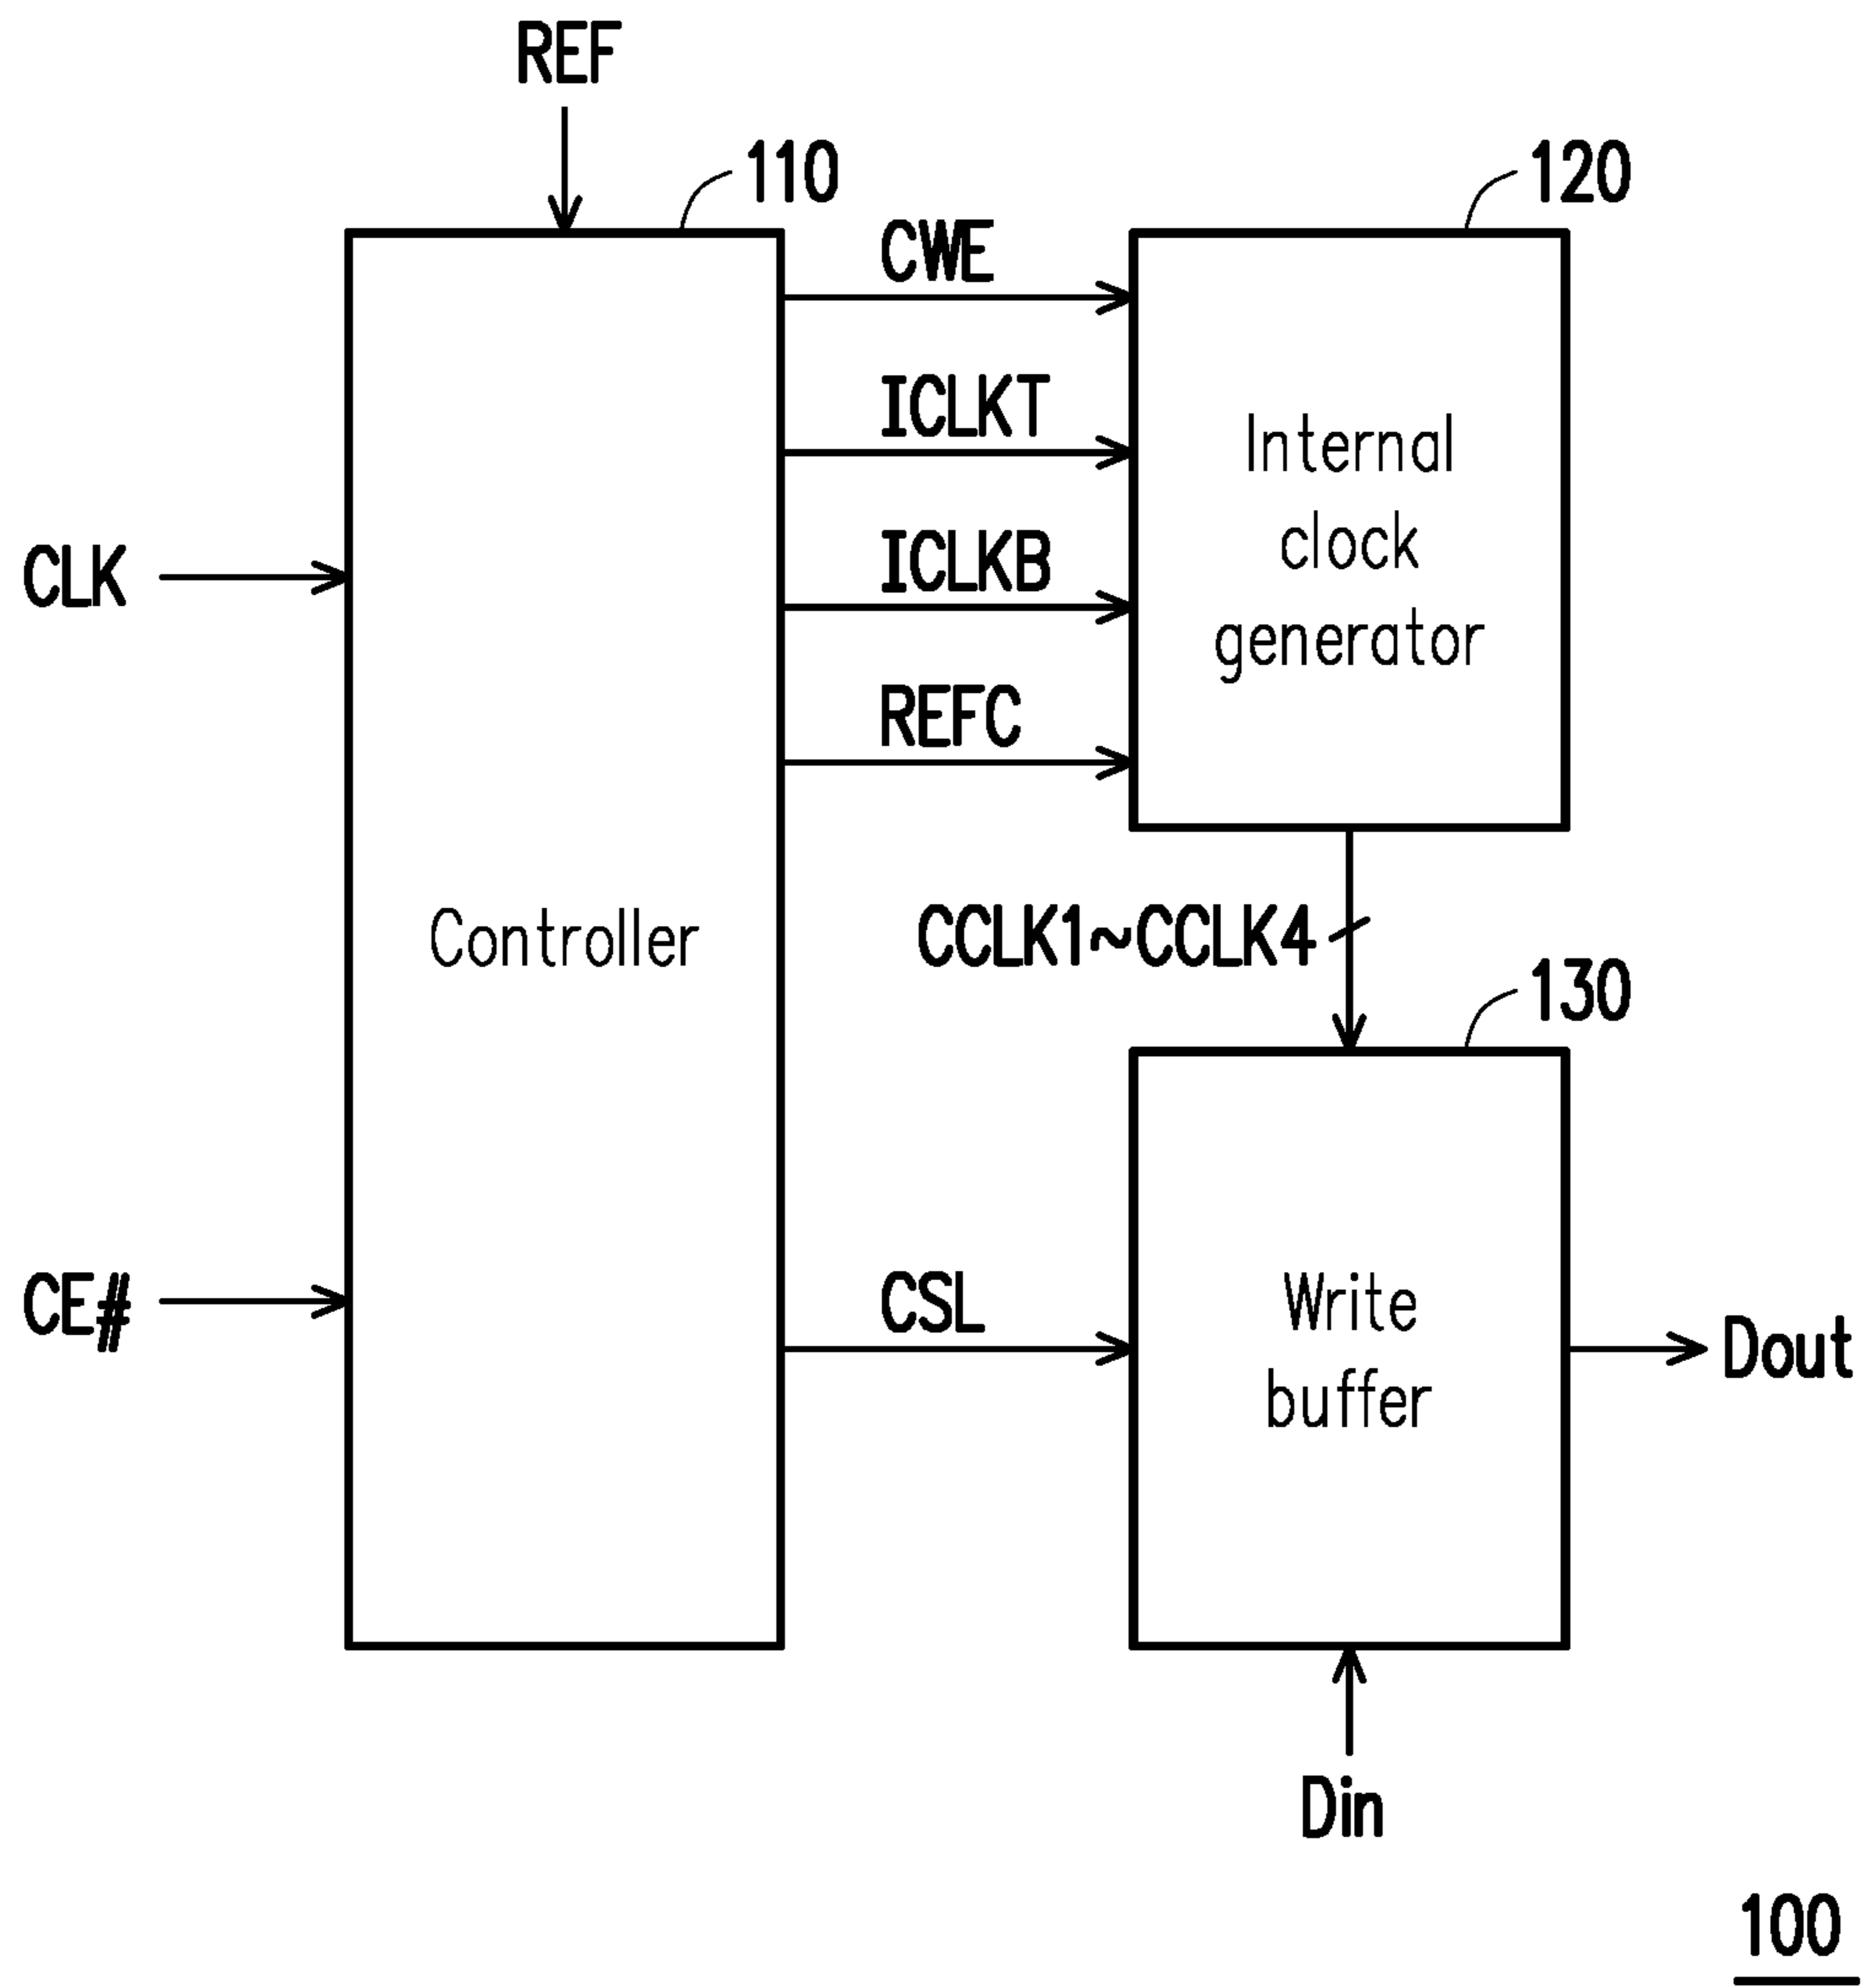 REF
110
120
CWE
ICLKT
ICLKB
REFC
CLK
Internal
clock
generator
Controller
CCLK1~CCLK4
130
CE#
CSL
Write
buffer
Dout
Din
100